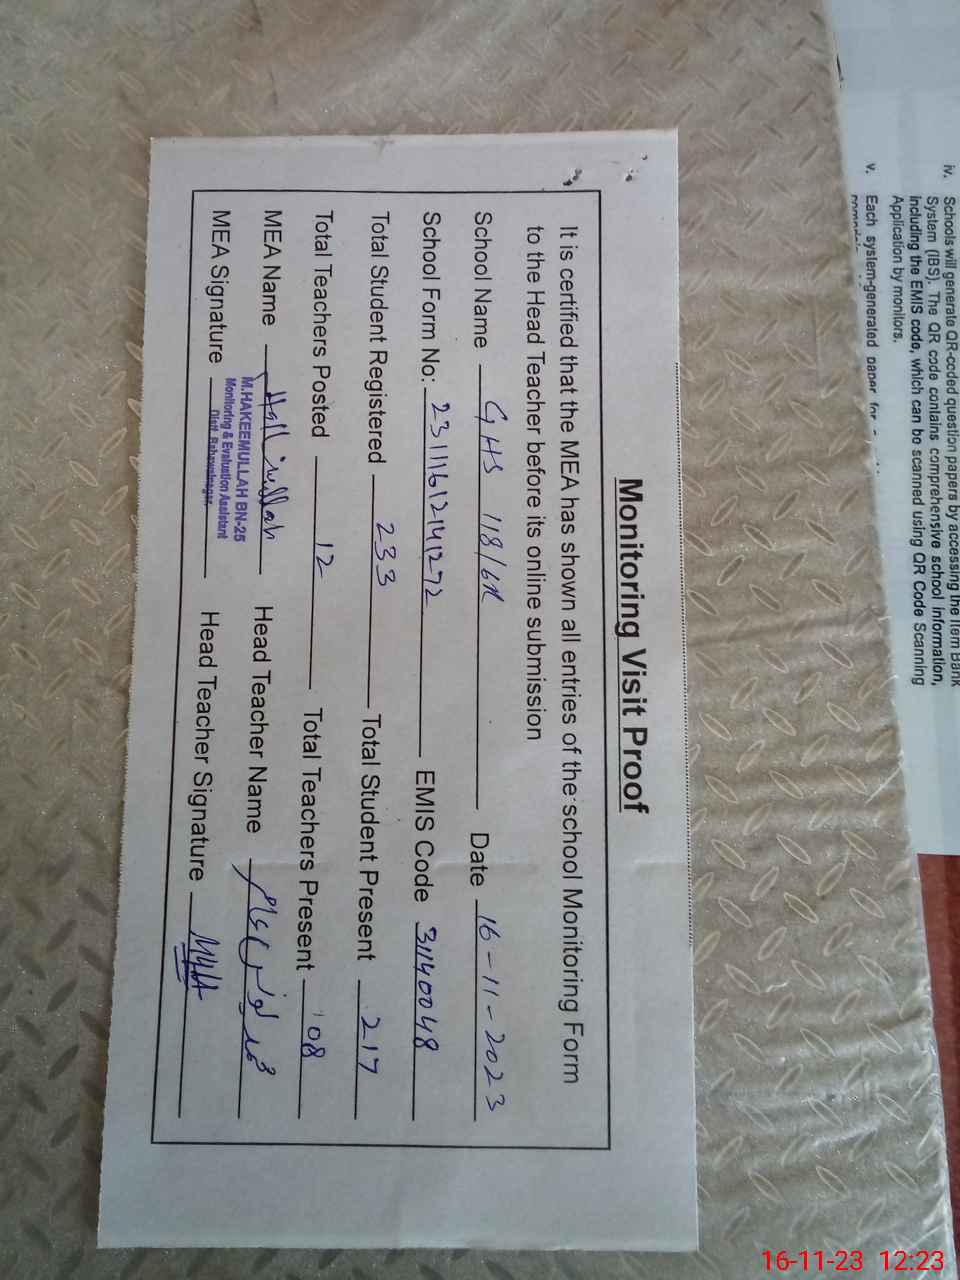 iv. Schools will generate QR-coded question papers by accessing the Item Bank
System (IBS). The QR code contains comprehensive school information,
including the EMIS code, which can be scanned using QR Code Scanning
Application by monitors.
v. Each system-generated paper for
Monitoring Visit Proof
It is certified that the MEA has shown all entries of the school Monitoring Form
to the Head Teacher before its online submission
School Name GHS 118/6R Date 16-11-2023
School Form No: EMIS Code 31140048
Total Student Registered 233 Total Student Present 217
Total Teachers Posted 12 Total Teachers Present 08
MEA Name Hakimullah Head Teacher Name محمد
MEA Signature Head Teacher Signature
M.HAKEEMULLAH BN-25
Monitoring & Evaluation Assistant
Distt. Bahawalnagar.
16-11-23 12:23